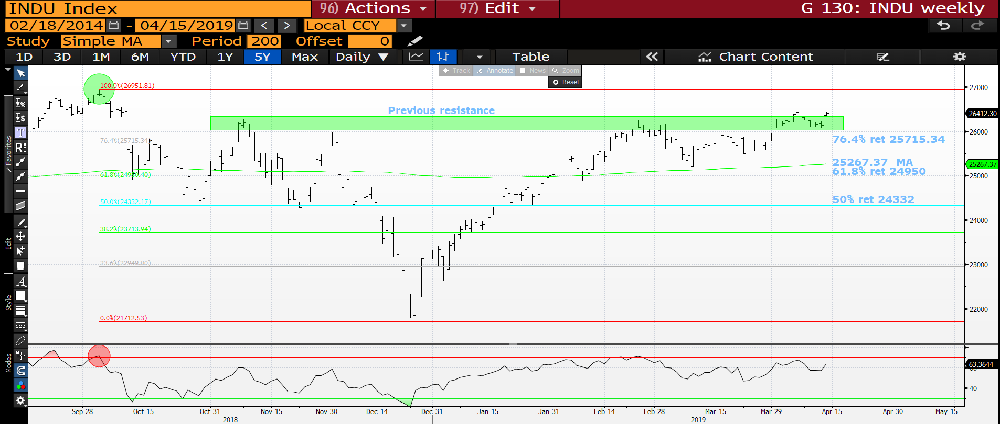 INDU Index 96) Actions 97) Edit G 130: INDU weekly
02/18/2014 - 04/15/2019 < > Local CCY
Study Simple MA Period 200 Offset 0
1D 3D 1M 6M YTD 1Y 5Y Max Daily ▼ Table « Chart Content
Track Annotate News Zoom
Reset
100.0%(26951.81)
27000
Previous resistance
26412.30
26000
76.4%(25715.34)
76.4% ret 25715.34
25267.37 MA
25267.37
61.8% ret 24950
61.8%(24950.40)
25000
50.0%(24332.17)
50% ret 24332
24000
38.2%(23713.94)
23.6%(22949.00)
23000
22000
0.0%(21712.53)
63.3644
60
40
Sep 28 Oct 15 Oct 31 Nov 15 Nov 30 Dec 14 Dec 31 Jan 15 Jan 31 Feb 14 Feb 28 Mar 15 Mar 29 Apr 15 Apr 30 May 15
2018 2019
Favorites
Edit
Style
Modes
%
$
T
R
A